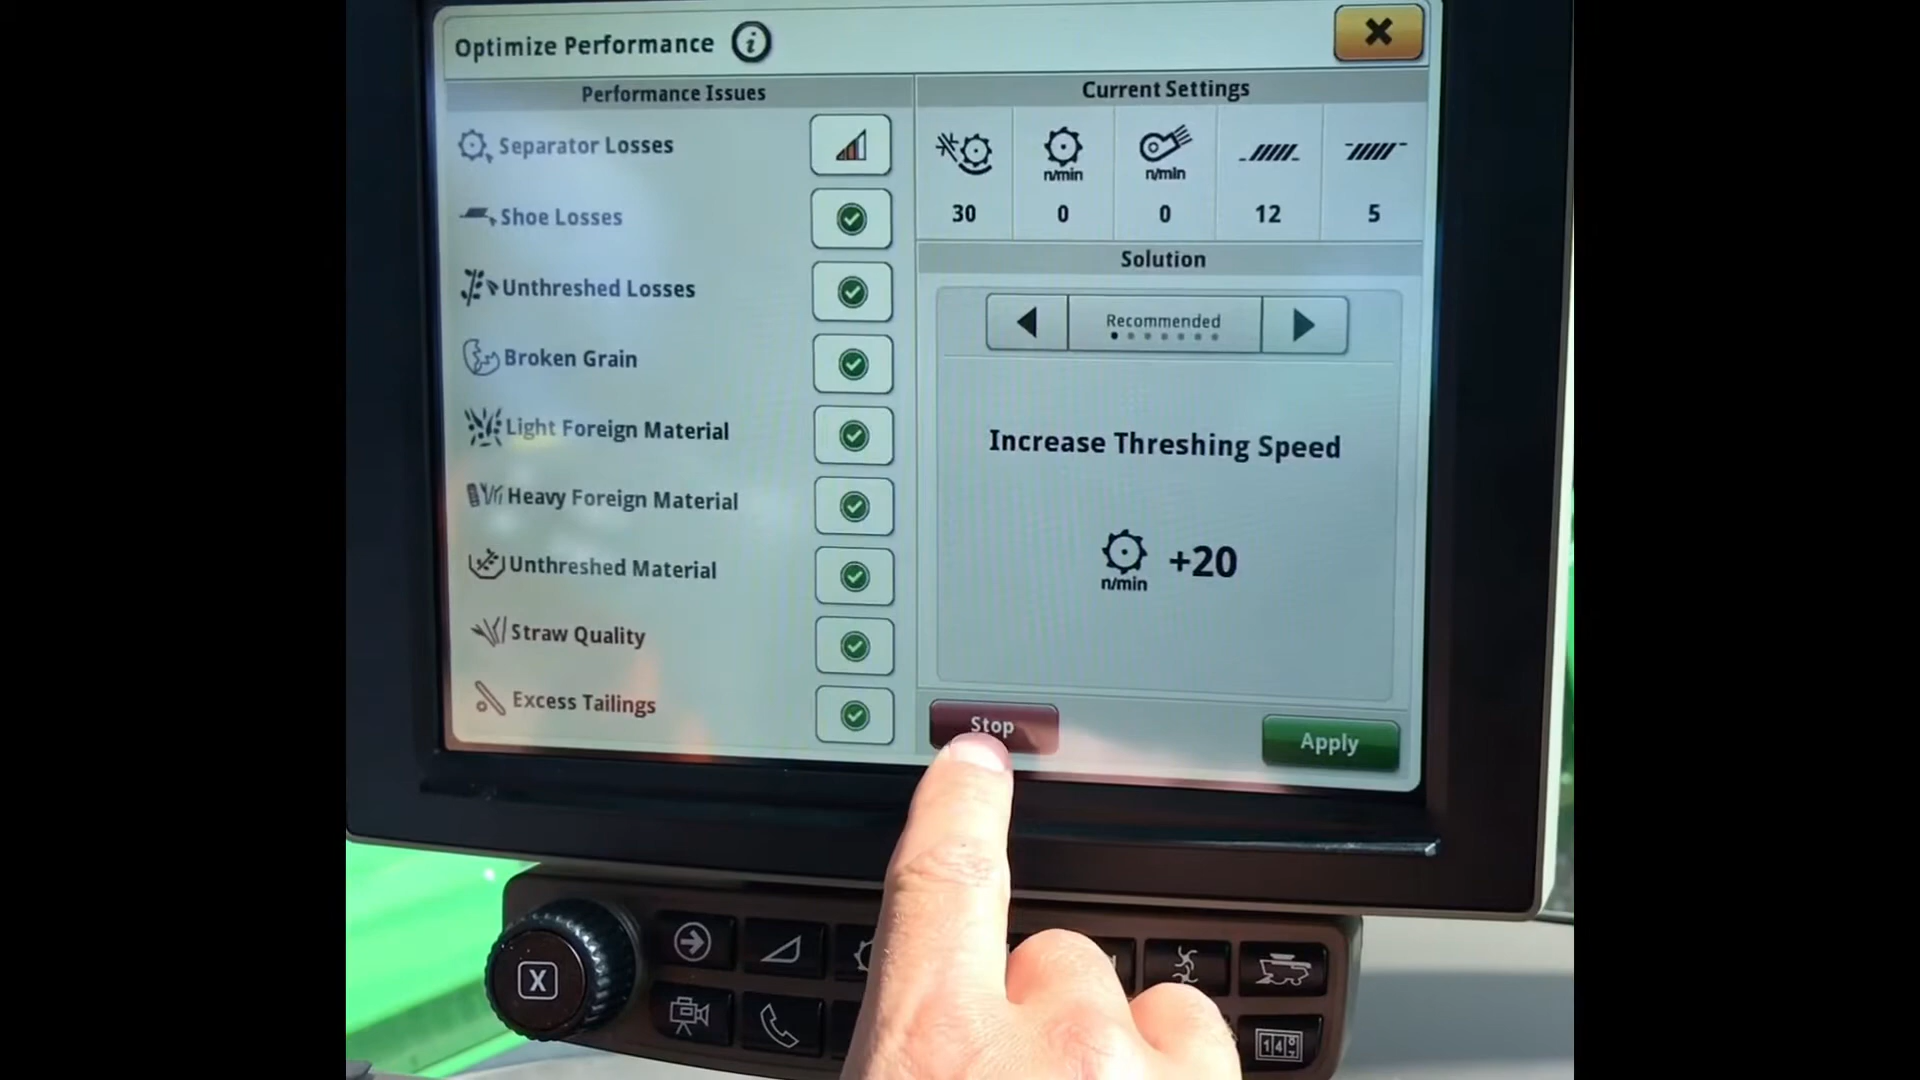 Optimize Performance
Performance Issues
Separator Losses
Shoe Losses
Unthreshed Losses
Broken Grain
Light Foreign Material
Heavy Foreign Material
Unthreshed Material
Straw Quality
Excess Tailings
Current Settings
n/min n/min
30 0 0 12 5
Solution
Recommended
Increase Threshing Speed
n/min +20
Stop
Apply
X